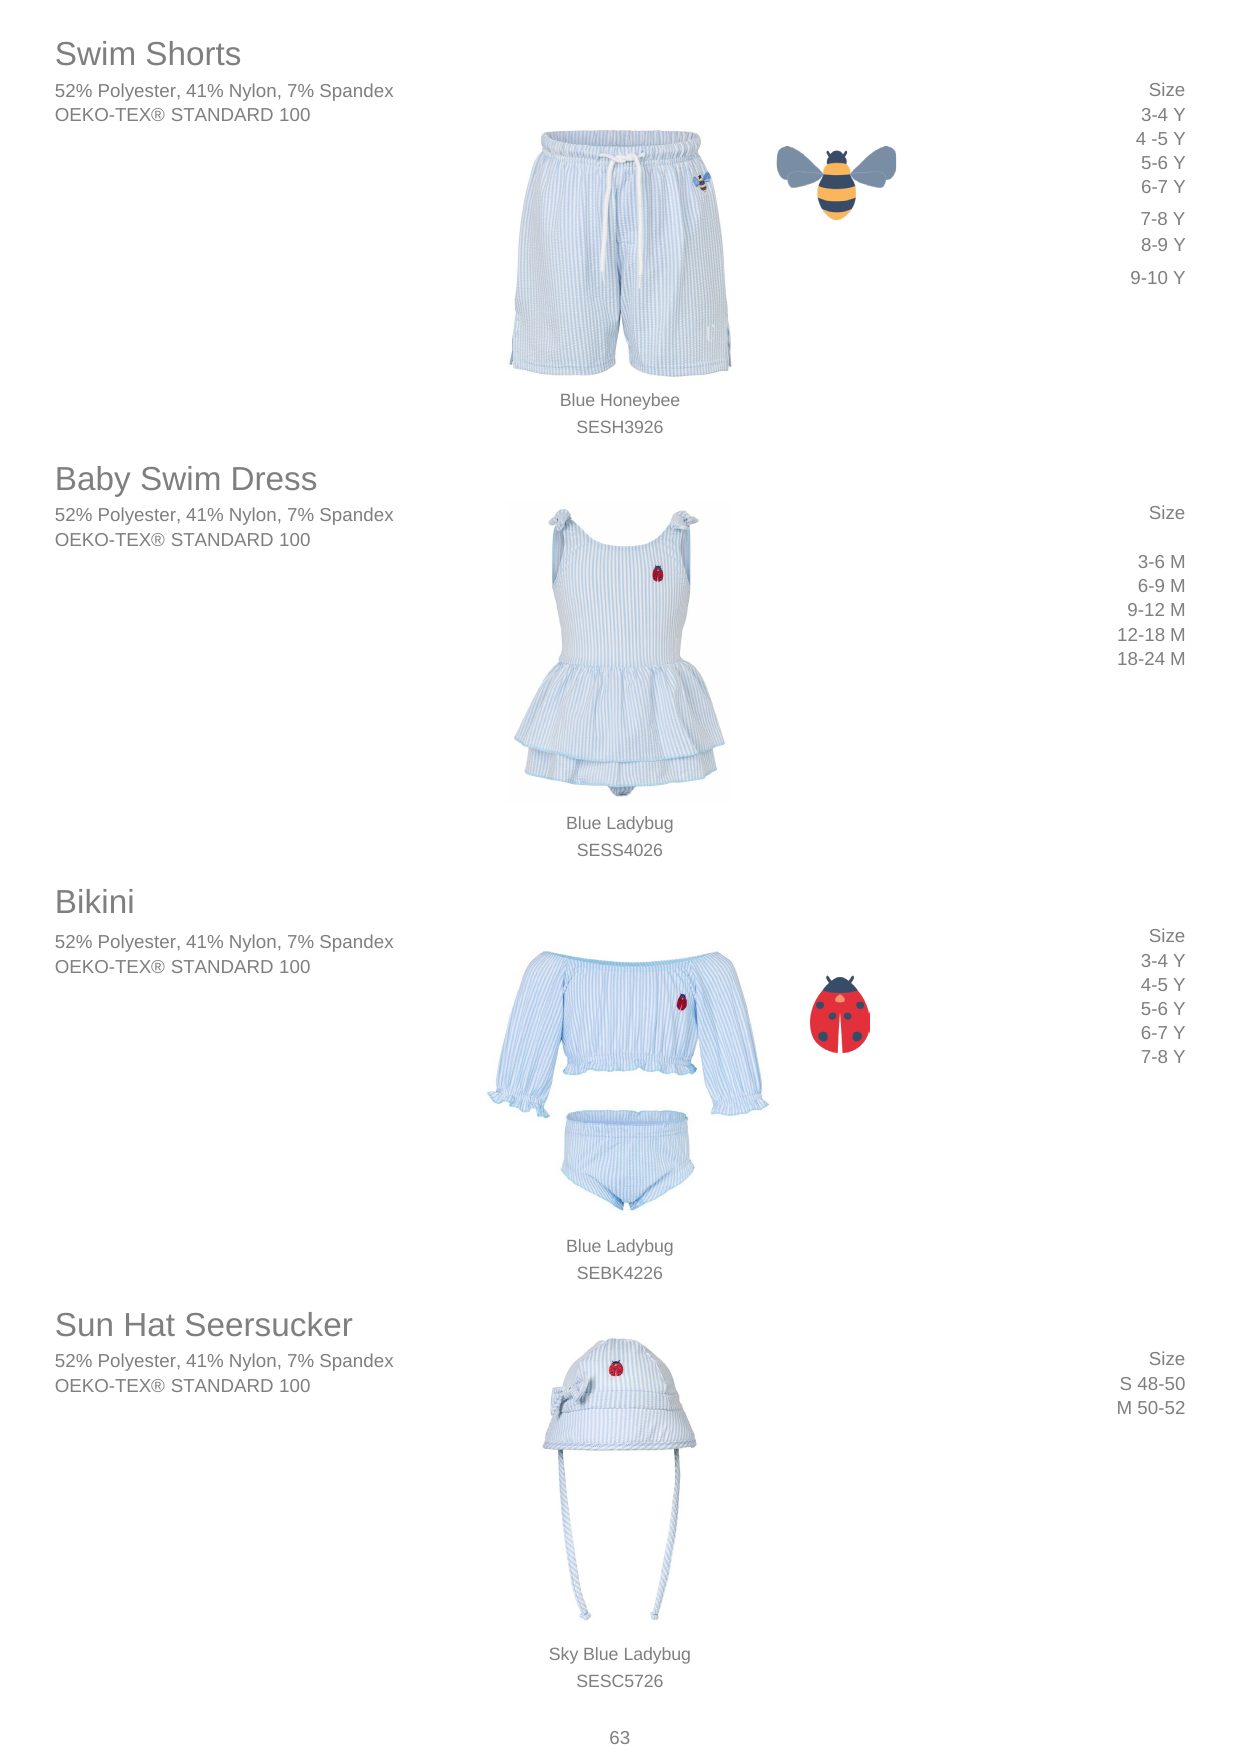 Swim Shorts
52% Polyester, 41% Nylon, 7% Spandex
OEKO-TEX® STANDARD 100
Size
3-4 Y
4 -5 Y
5-6 Y
6-7 Y
7-8 Y
8-9 Y
9-10 Y
Blue Honeybee
SESH3926
Baby Swim Dress
52% Polyester, 41% Nylon, 7% Spandex
OEKO-TEX® STANDARD 100
Size
3-6 M
6-9 M
9-12 M
12-18 M
18-24 M
Blue Ladybug
SESS4026
Bikini
52% Polyester, 41% Nylon, 7% Spandex
OEKO-TEX® STANDARD 100
Size
3-4 Y
4-5 Y
5-6 Y
6-7 Y
7-8 Y
Blue Ladybug
SEBK4226
Sun Hat Seersucker
52% Polyester, 41% Nylon, 7% Spandex
OEKO-TEX® STANDARD 100
Size
S 48-50
M 50-52
Sky Blue Ladybug
SESC5726
63